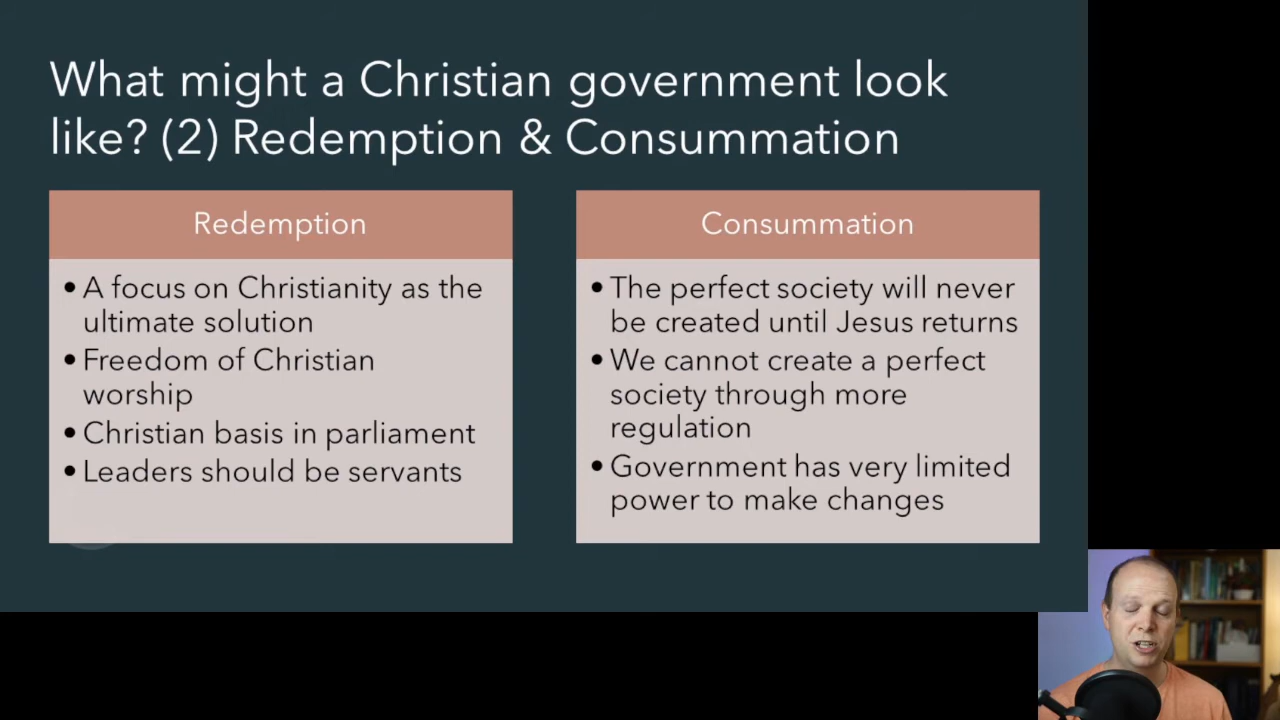 What might a Christian government look
like? (2) Redemption & Consummation
Redemption
• A focus on Christianity as the
ultimate solution
• Freedom of Christian
worship
• Christian basis in parliament
• Leaders should be servants
Consummation
• The perfect society will never
be created until Jesus returns
• We cannot create a perfect
society through more
regulation
• Government has very limited
power to make changes